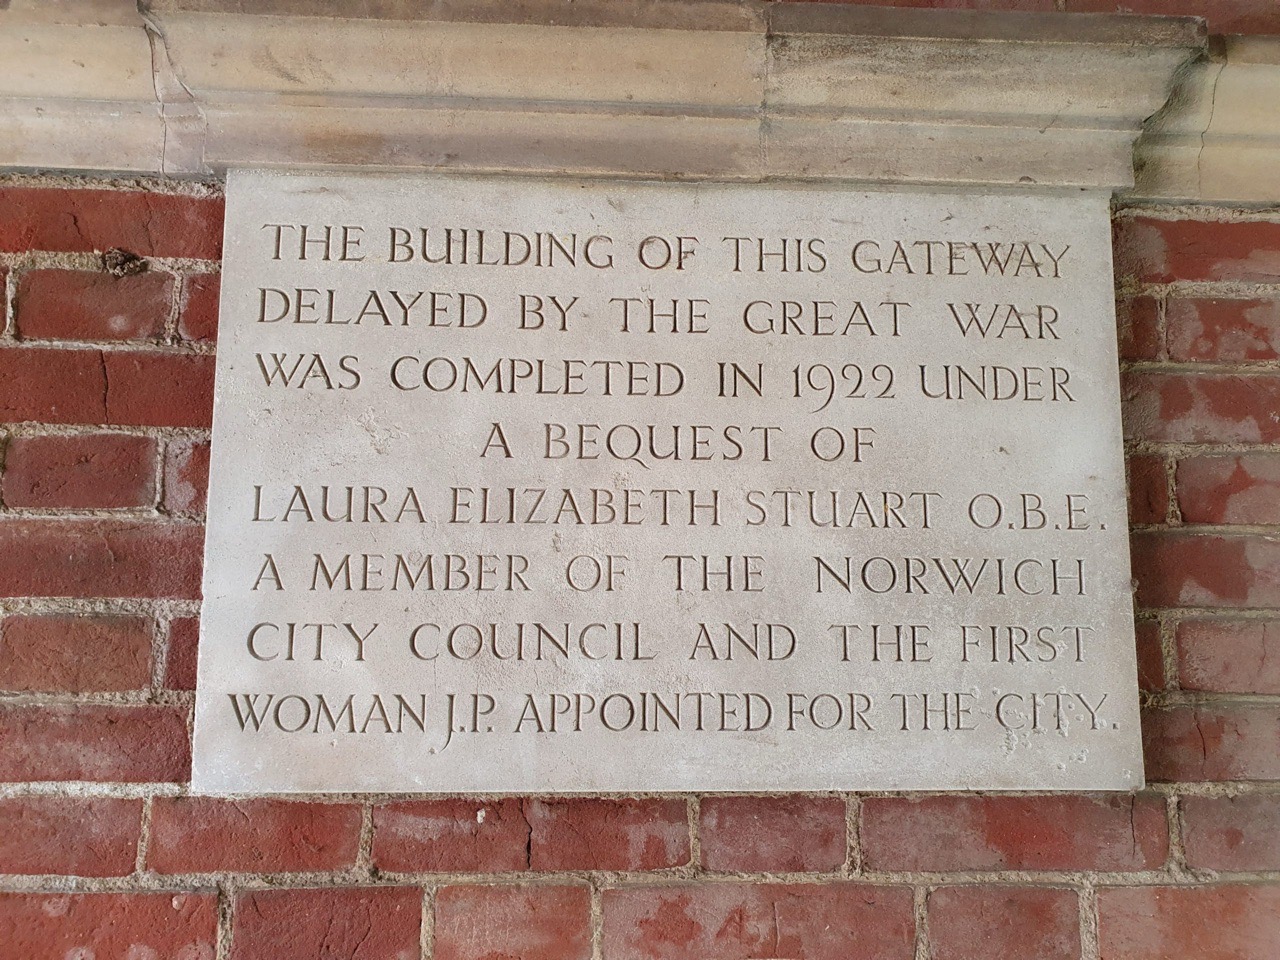 THE BUILDING OF THIS GATEWAY
DELAYED BY THE GREAT WAR
WAS COMPLETED IN 1922 UNDER
A BEQUEST OF
LAURA ELIZABETH STUART O.B.E.
A MEMBER OF THE NORWICH
CITY COUNCIL, AND THE FIRST
WOMAN J.P. APPOINTED FOR THE CITY.